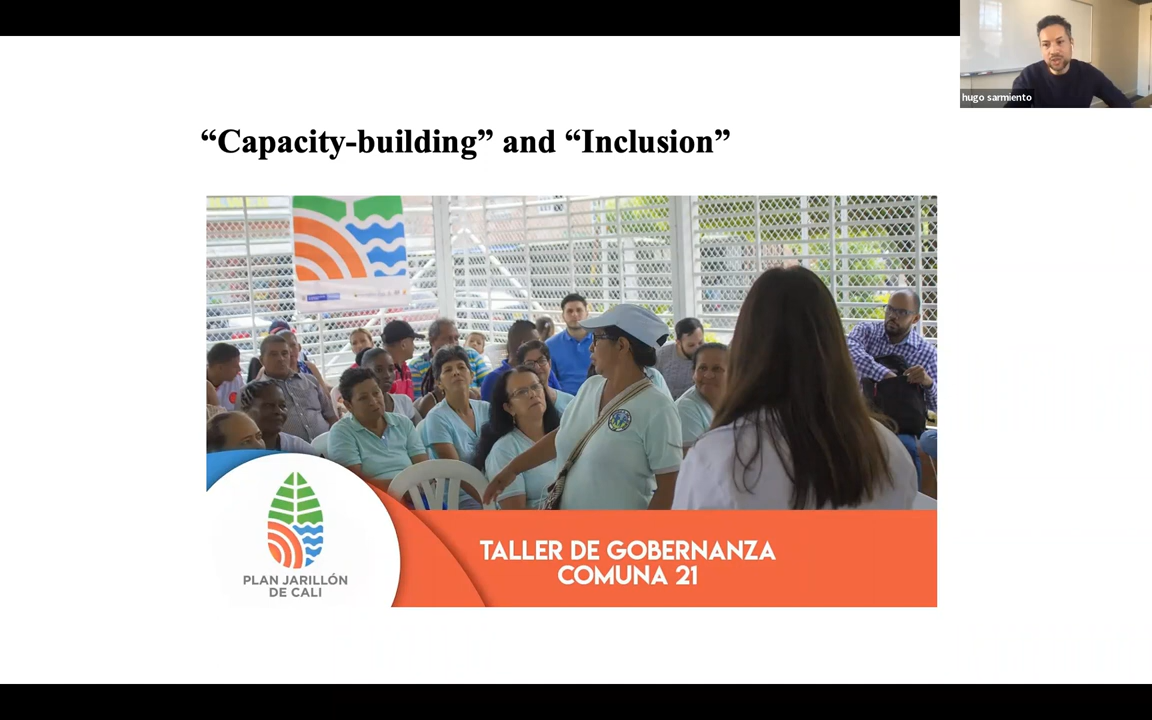 hugo sarmiento
“Capacity-building” and “Inclusion”
TALLER DE GOBERNANZA
COMUNA 21
PLAN JARILLÓN
DE CALI